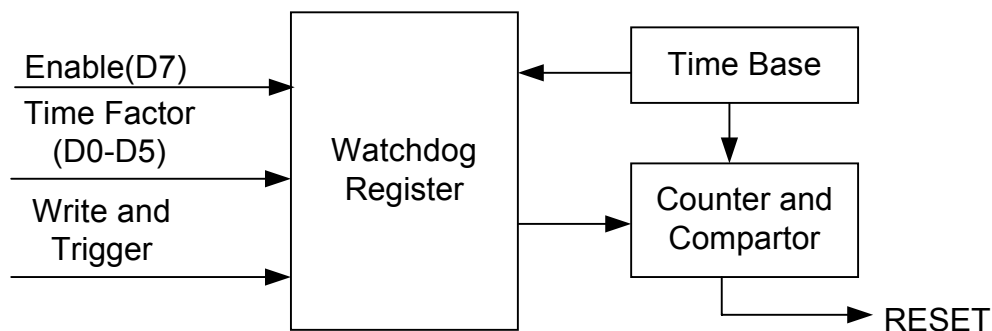 Enable(D7)
Time Factor
(D0-D5)
Write and
Trigger
Watchdog
Register
Time Base
Counter and
Compartor
RESET